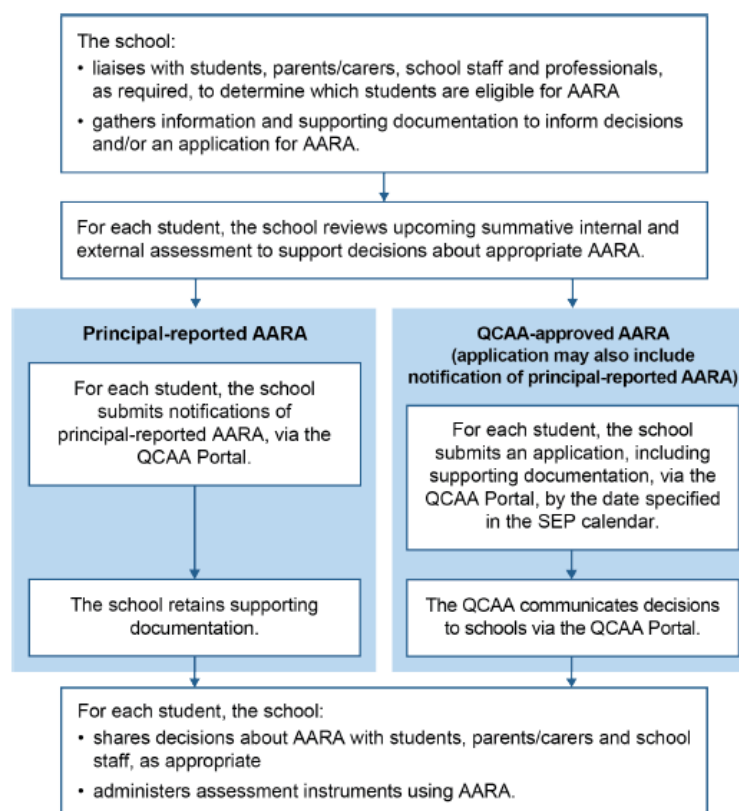 The school:
• liaises with students, parents/carers, school staff and professionals,
as required, to determine which students are eligible for AARA
• gathers information and supporting documentation to inform decisions
and/or an application for AARA.
For each student, the school reviews upcoming summative internal and
external assessment to support decisions about appropriate AARA.
Principal-reported AARA
For each student, the school
submits notifications of
principal-reported AARA, via the
QCAA Portal.
The school retains supporting
documentation.
QCAA-approved AARA
(application may also include
notification of principal-reported AARA)
For each student, the school
submits an application, including
supporting documentation, via the
QCAA Portal, by the date specified
in the SEP calendar.
The QCAA communicates decisions
to schools via the QCAA Portal.
For each student, the school:
• shares decisions about AARA with students, parents/carers and school
staff, as appropriate
• administers assessment instruments using AARA.